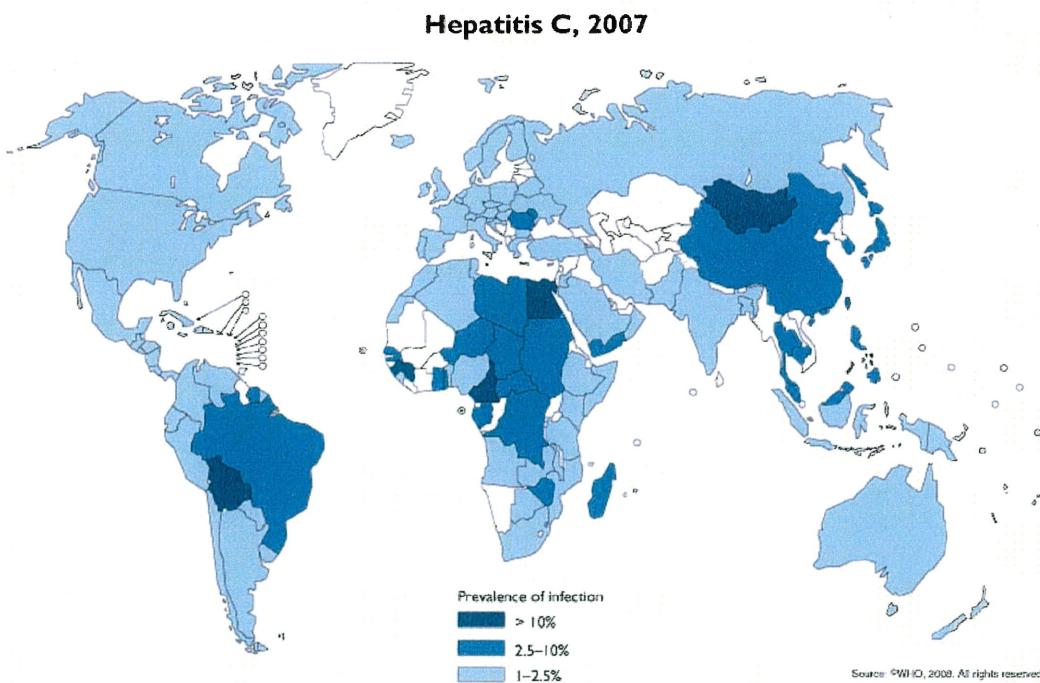 Hepatitis C, 2007
Prevalence of infection
> 10%
2.5–10%
1–2.5%
Source: ©WHO, 2008. All rights reserved